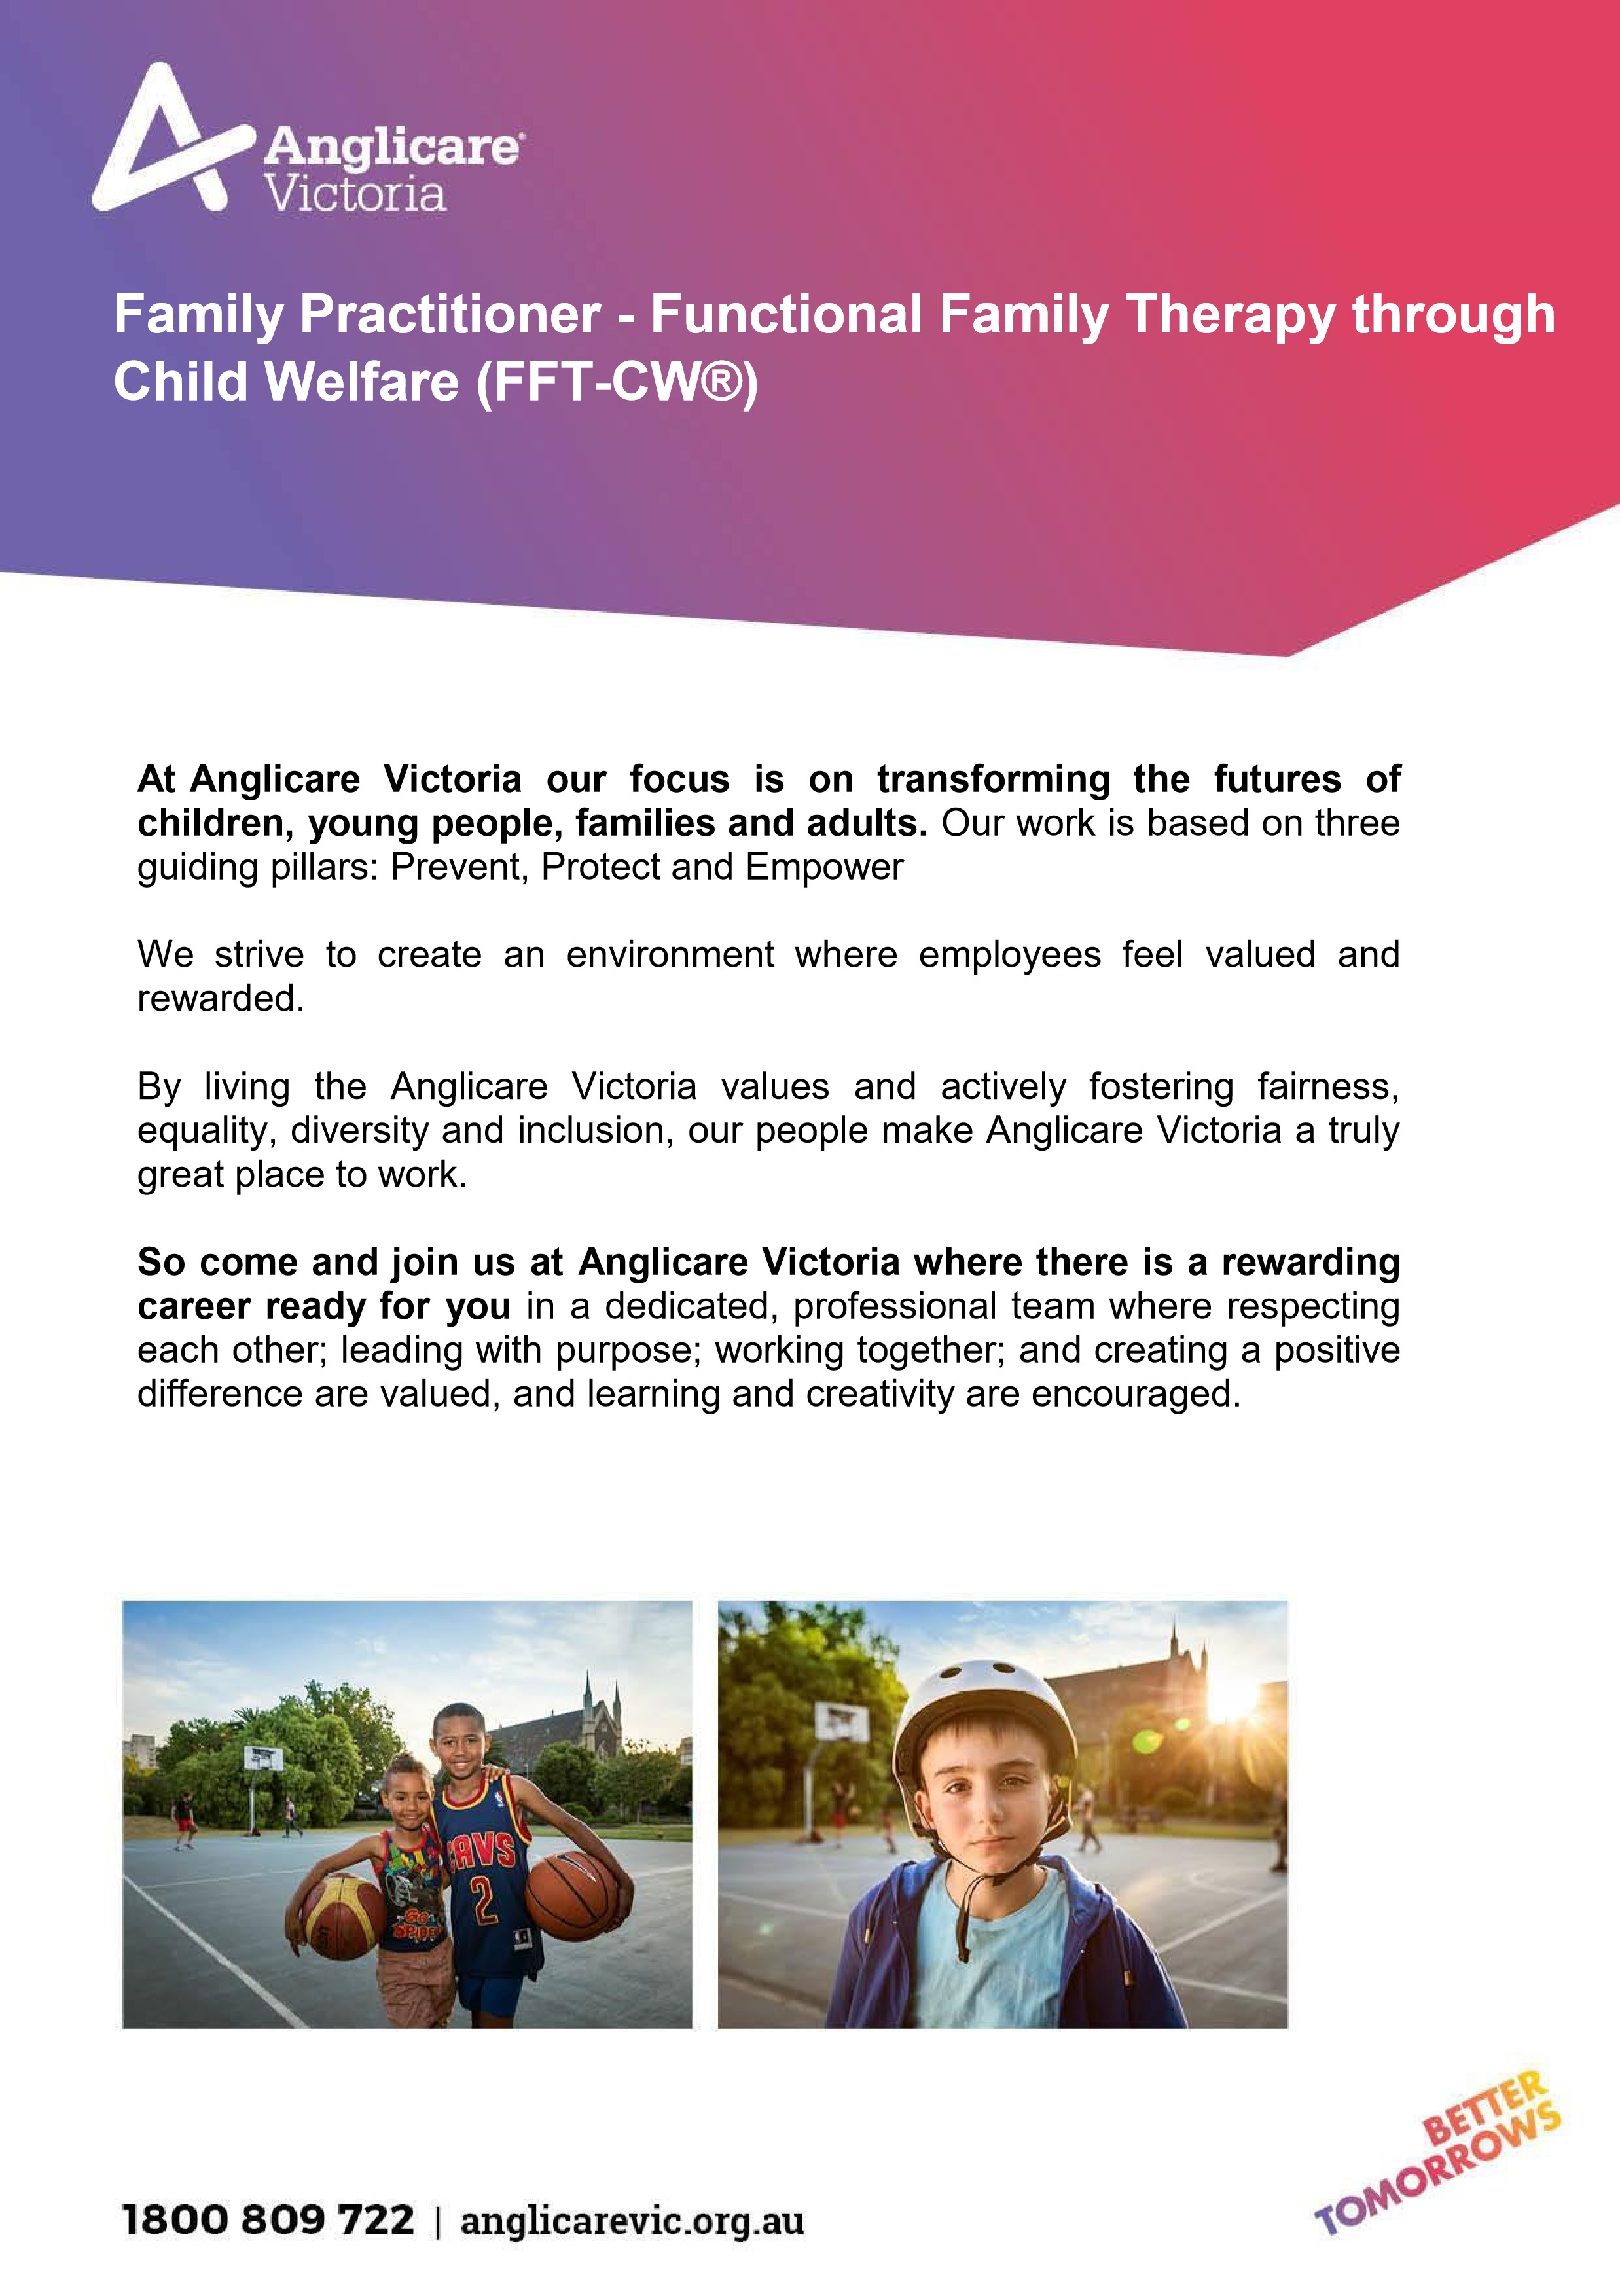 Anglicare
Victoria
Family Practitioner - Functional Family Therapy through
Child Welfare (FFT-CW®)
At Anglicare Victoria our focus is on transforming the futures of
children, young people, families and adults. Our work is based on three
guiding pillars: Prevent, Protect and Empower
We strive to create an environment where employees feel valued and
rewarded.
By living the Anglicare Victoria values and actively fostering fairness,
equality, diversity and inclusion, our people make Anglicare Victoria a truly
great place to work.
So come and join us at Anglicare Victoria where there is a rewarding
career ready for you in a dedicated, professional team where respecting
each other; leading with purpose; working together; and creating a positive
difference are valued, and learning and creativity are encouraged.
CAVS
2
GO
BETTER
TOMORROWS
1800 809 722 | anglicarevic.org.au